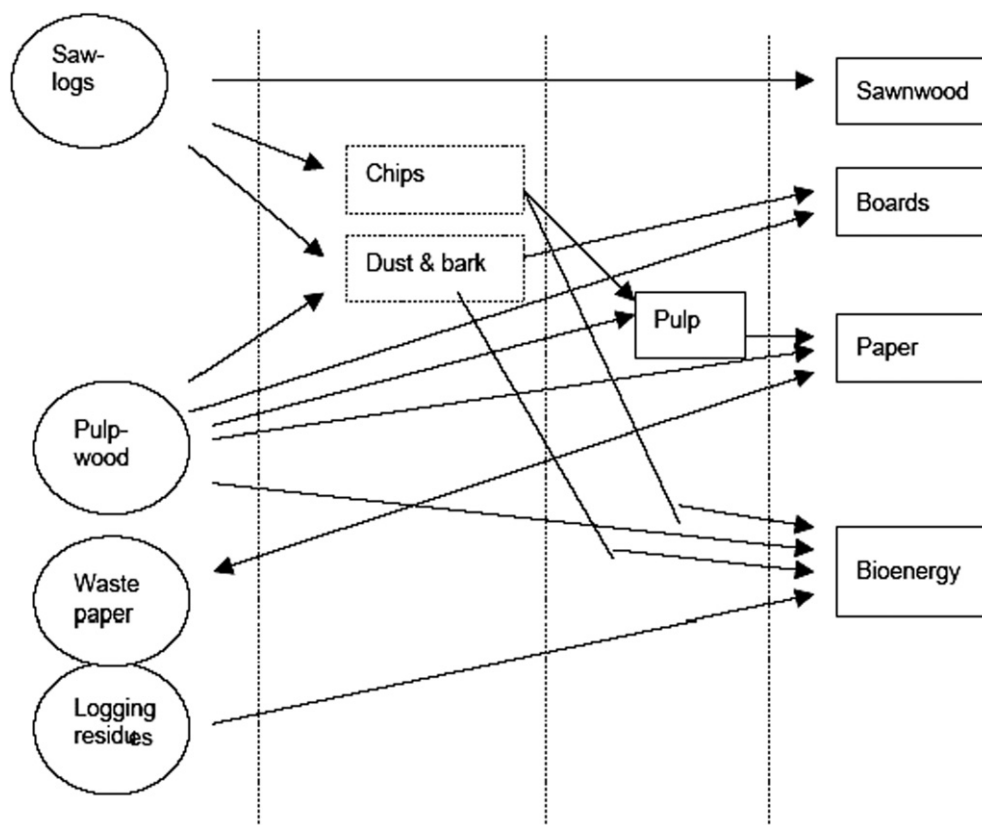 Saw-
logs
Sawnwood
Chips
Boards
Dust & bark
Pulp
Paper
Pulp-
wood
Waste
paper
Bioenergy
Logging
residues